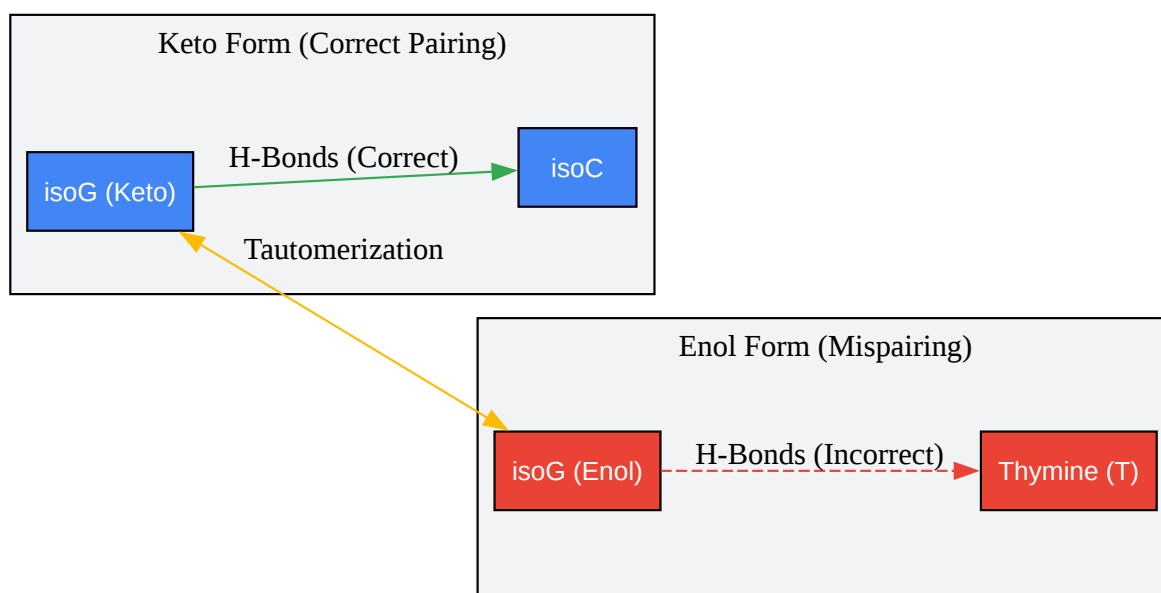 Keto Form (Correct Pairing)
H-Bonds (Correct)
isoC
isoG (Keto)
Tautomerization
Enol Form (Mispairing)
H-Bonds (Incorrect)
isoG (Enol)
Thymine (T)